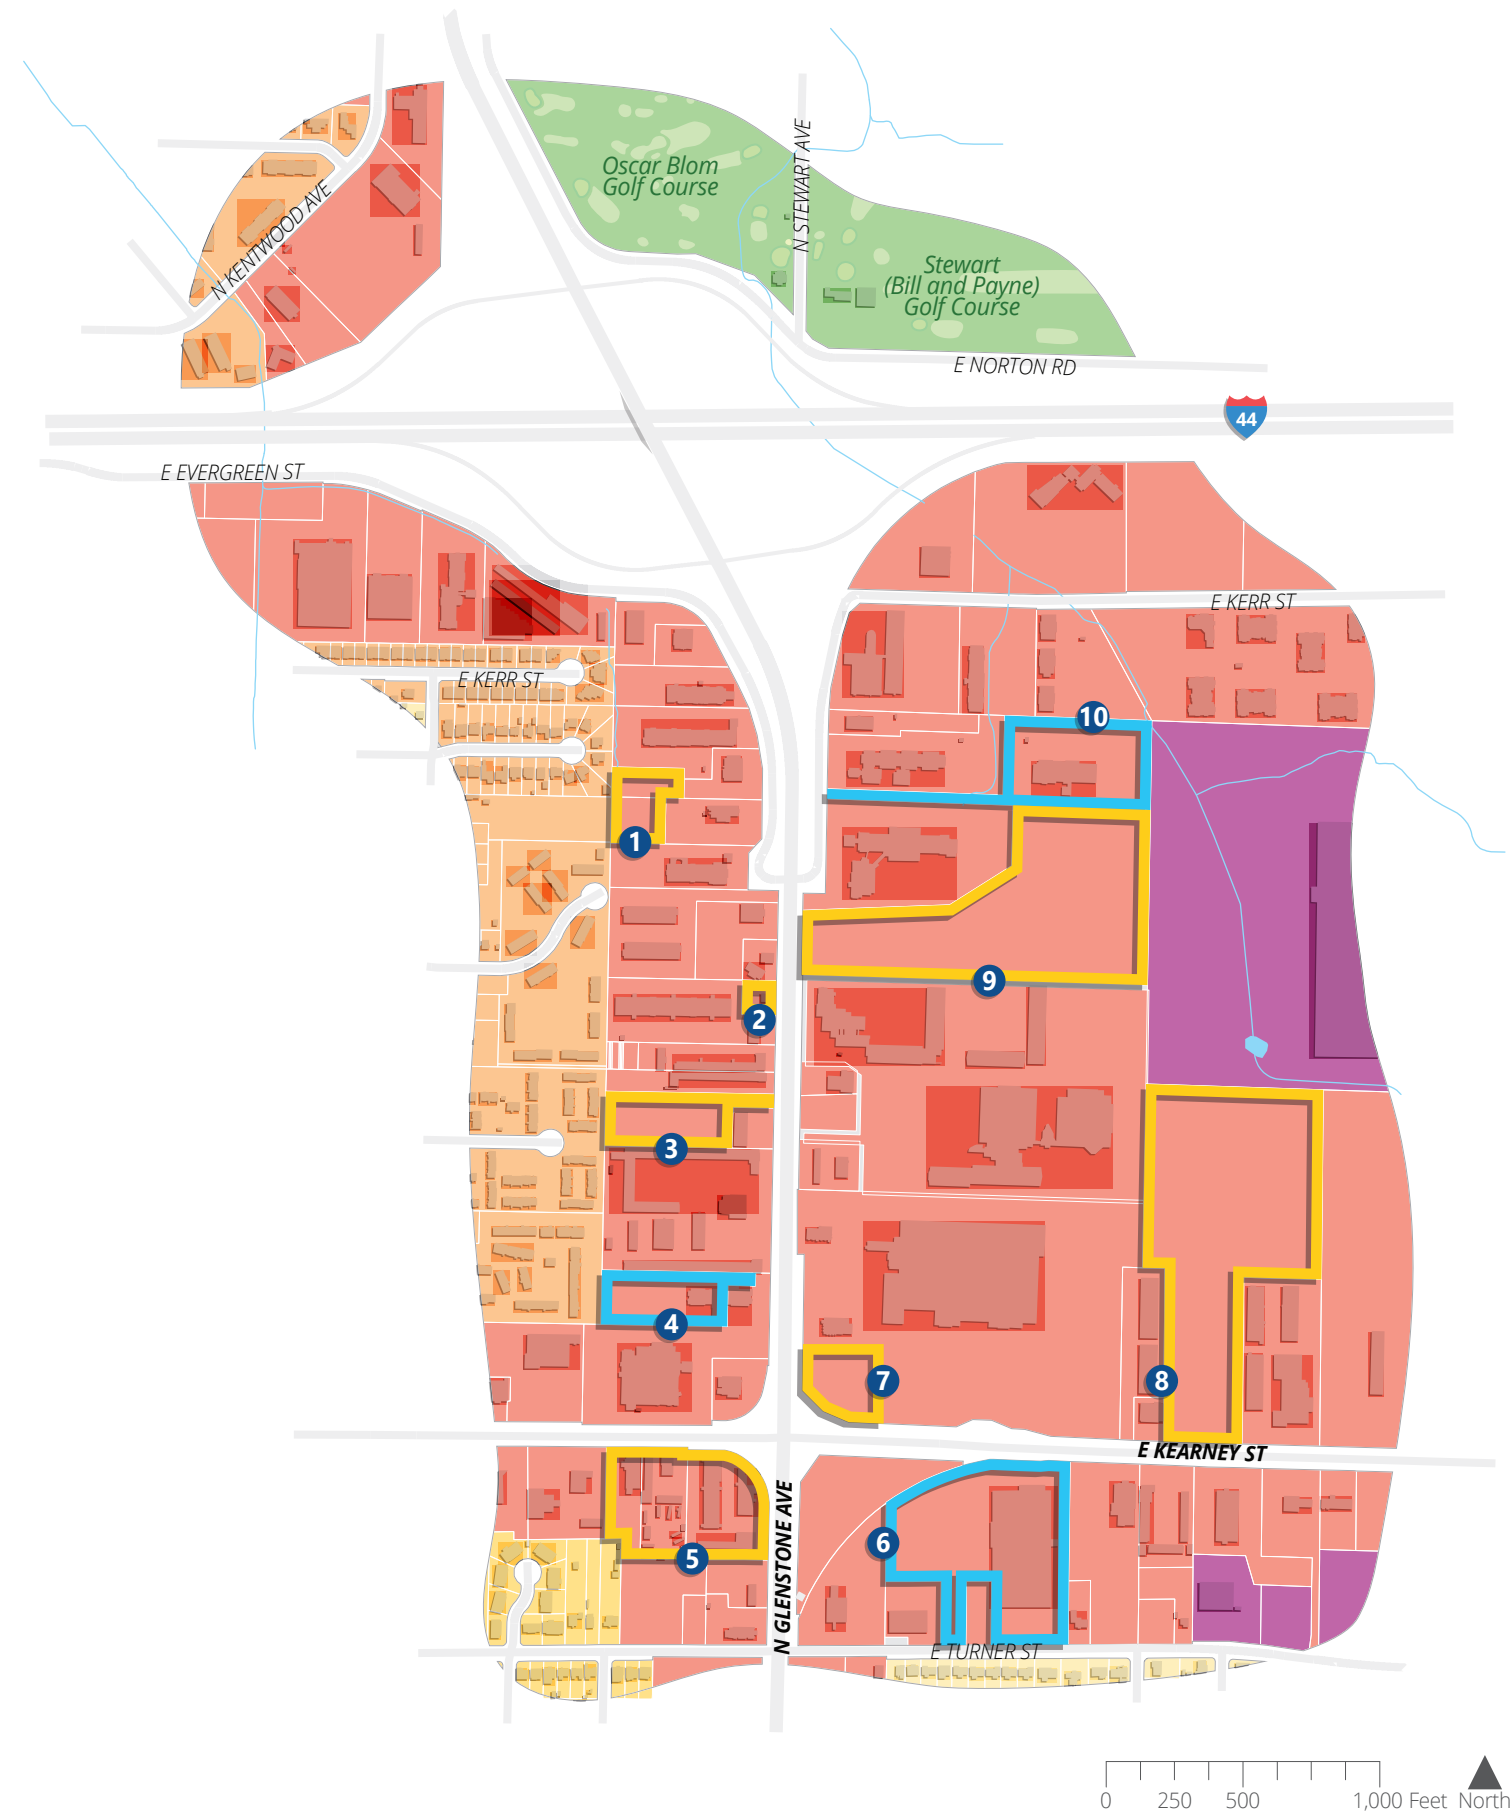 Oscar Blom
Golf Course
N STEWART AVE
N KENTWOOD AVE
Stewart
(Bill and Payne)
Golf Course
E NORTON RD
44
E EVERGREEN ST
E KERR ST
E KERR ST
10
1
9
2
3
4
7
8
E KEARNEY ST
N GLENSTONE AVE
6
5
E TURNER ST
0 250 500 1,000 Feet North